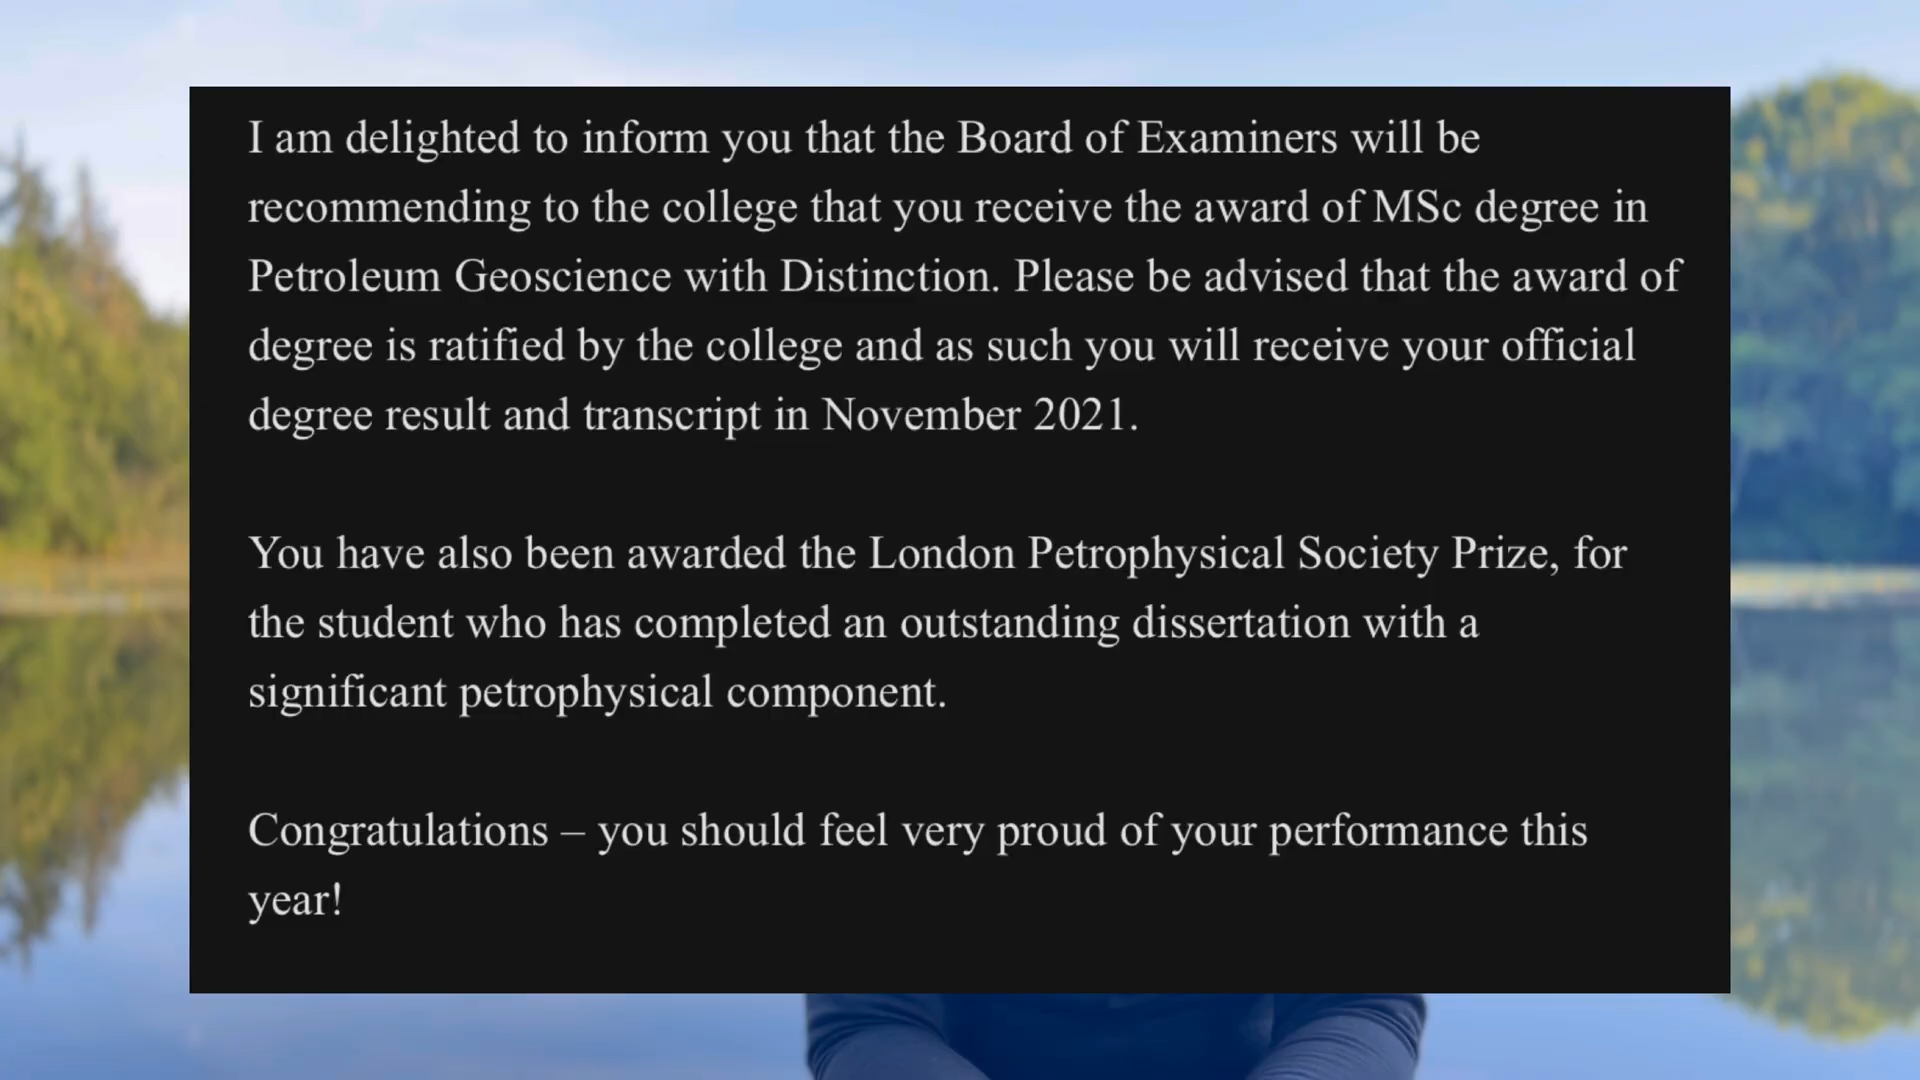 I am delighted to inform you that the Board of Examiners will be
recommending to the college that you receive the award of MSc degree in
Petroleum Geoscience with Distinction. Please be advised that the award of
degree is ratified by the college and as such you will receive your official
degree result and transcript in November 2021.
You have also been awarded the London Petrophysical Society Prize, for
the student who has completed an outstanding dissertation with a
significant petrophysical component.
Congratulations – you should feel very proud of your performance this
year!